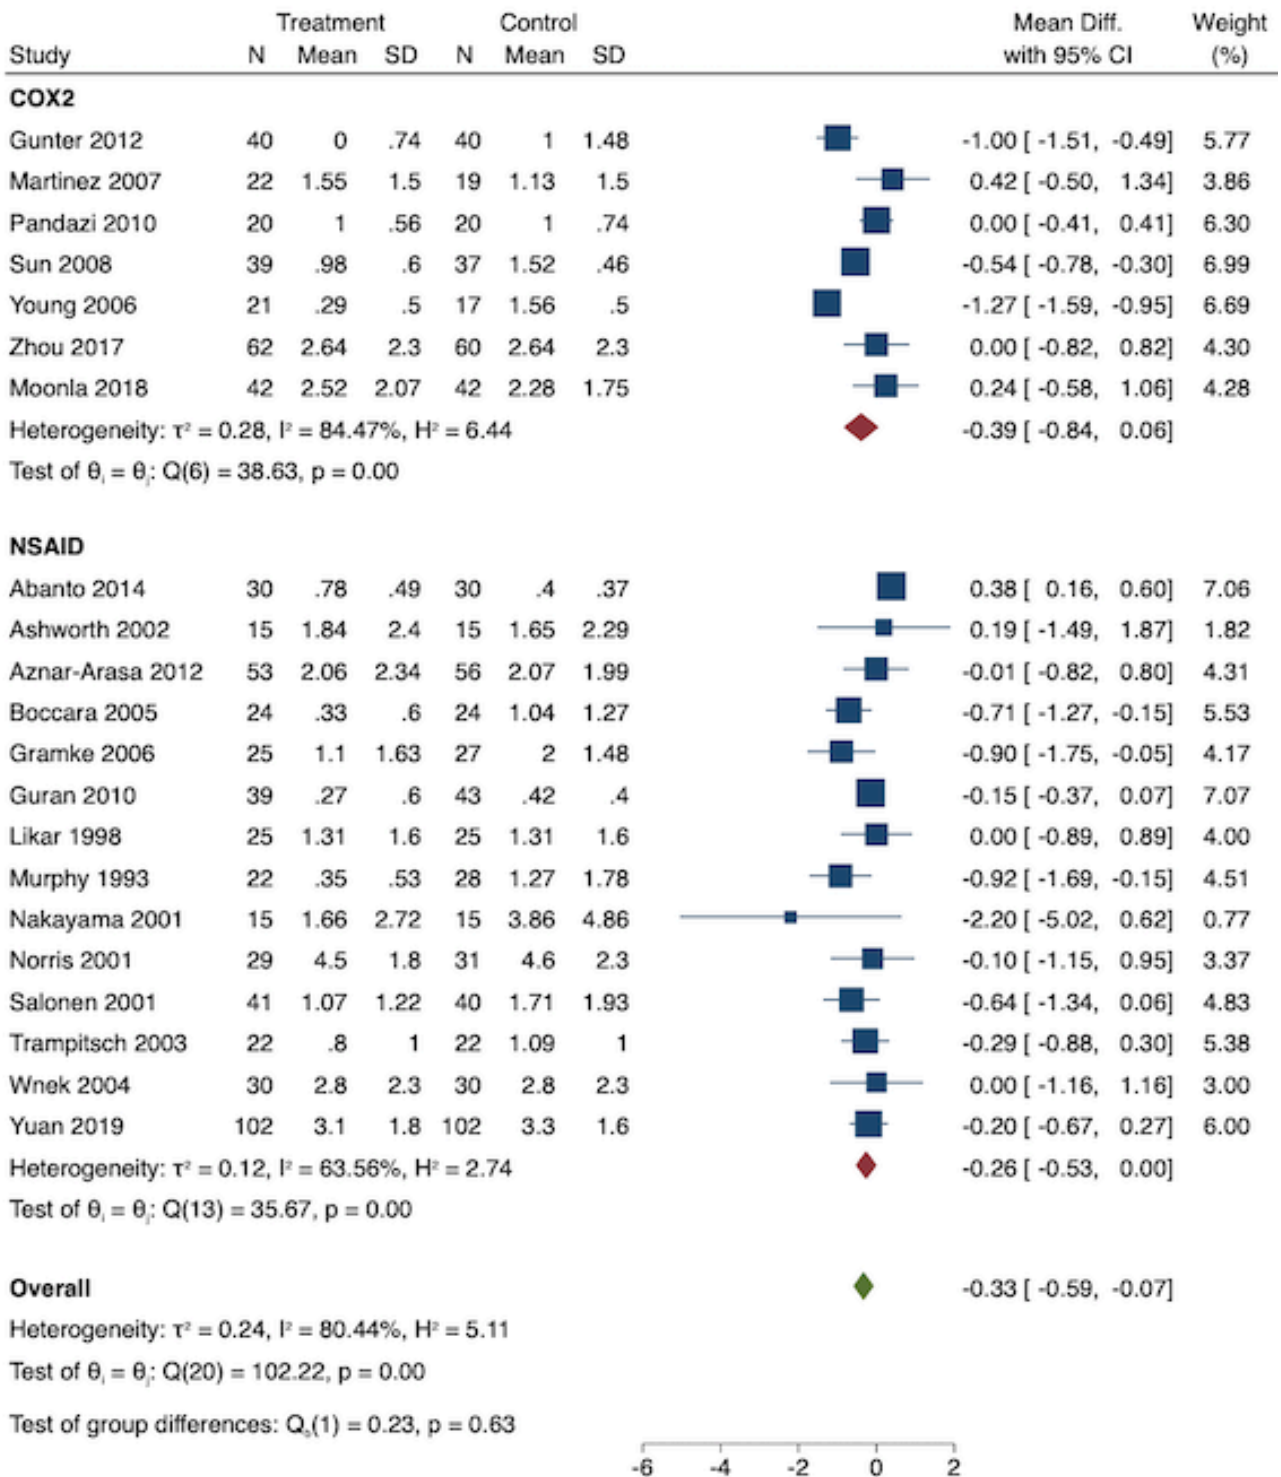 Treatment Control Mean Diff. Weight
Study N Mean SD N Mean SD with 95% CI (%)
COX2
Gunter 2012 40 0 .74 40 1 1.48 -1.00 [ -1.51, -0.49] 5.77
Martinez 2007 22 1.55 1.5 19 1.13 1.5 0.42 [ -0.50, 1.34] 3.86
Pandazi 2010 20 1 .56 20 1 .74 0.00 [ -0.41, 0.41] 6.30
Sun 2008 39 .98 .6 37 1.52 .46 -0.54 [ -0.78, -0.30] 6.99
Young 2006 21 .29 .5 17 1.56 .5 -1.27 [ -1.59, -0.95] 6.69
Zhou 2017 62 2.64 2.3 60 2.64 2.3 0.00 [ -0.82, 0.82] 4.30
Moonla 2018 42 2.52 2.07 42 2.28 1.75 0.24 [ -0.58, 1.06] 4.28
Heterogeneity: τ² = 0.28, I² = 84.47%, H² = 6.44 -0.39 [ -0.84, 0.06]
Test of θᵢ = θⱼ: Q(6) = 38.63, p = 0.00
NSAID
Abanto 2014 30 .78 .49 30 .4 .37 0.38 [ 0.16, 0.60] 7.06
Ashworth 2002 15 1.84 2.4 15 1.65 2.29 0.19 [ -1.49, 1.87] 1.82
Aznar-Arasa 2012 53 2.06 2.34 56 2.07 1.99 -0.01 [ -0.82, 0.80] 4.31
Boccara 2005 24 .33 .6 24 1.04 1.27 -0.71 [ -1.27, -0.15] 5.53
Gramke 2006 25 1.1 1.63 27 2 1.48 -0.90 [ -1.75, -0.05] 4.17
Guran 2010 39 .27 .6 43 .42 .4 -0.15 [ -0.37, 0.07] 7.07
Likar 1998 25 1.31 1.6 25 1.31 1.6 0.00 [ -0.89, 0.89] 4.00
Murphy 1993 22 .35 .53 28 1.27 1.78 -0.92 [ -1.69, -0.15] 4.51
Nakayama 2001 15 1.66 2.72 15 3.86 4.86 -2.20 [ -5.02, 0.62] 0.77
Norris 2001 29 4.5 1.8 31 4.6 2.3 -0.10 [ -1.15, 0.95] 3.37
Salonen 2001 41 1.07 1.22 40 1.71 1.93 -0.64 [ -1.34, 0.06] 4.83
Trampitsch 2003 22 .8 1 22 1.09 1 -0.29 [ -0.88, 0.30] 5.38
Wnek 2004 30 2.8 2.3 30 2.8 2.3 0.00 [ -1.16, 1.16] 3.00
Yuan 2019 102 3.1 1.8 102 3.3 1.6 -0.20 [ -0.67, 0.27] 6.00
Heterogeneity: τ² = 0.12, I² = 63.56%, H² = 2.74 -0.26 [ -0.53, 0.00]
Test of θᵢ = θⱼ: Q(13) = 35.67, p = 0.00
Overall -0.33 [ -0.59, -0.07]
Heterogeneity: τ² = 0.24, I² = 80.44%, H² = 5.11
Test of θᵢ = θⱼ: Q(20) = 102.22, p = 0.00
Test of group differences: Q_b(1) = 0.23, p = 0.63
-6 -4 -2 0 2